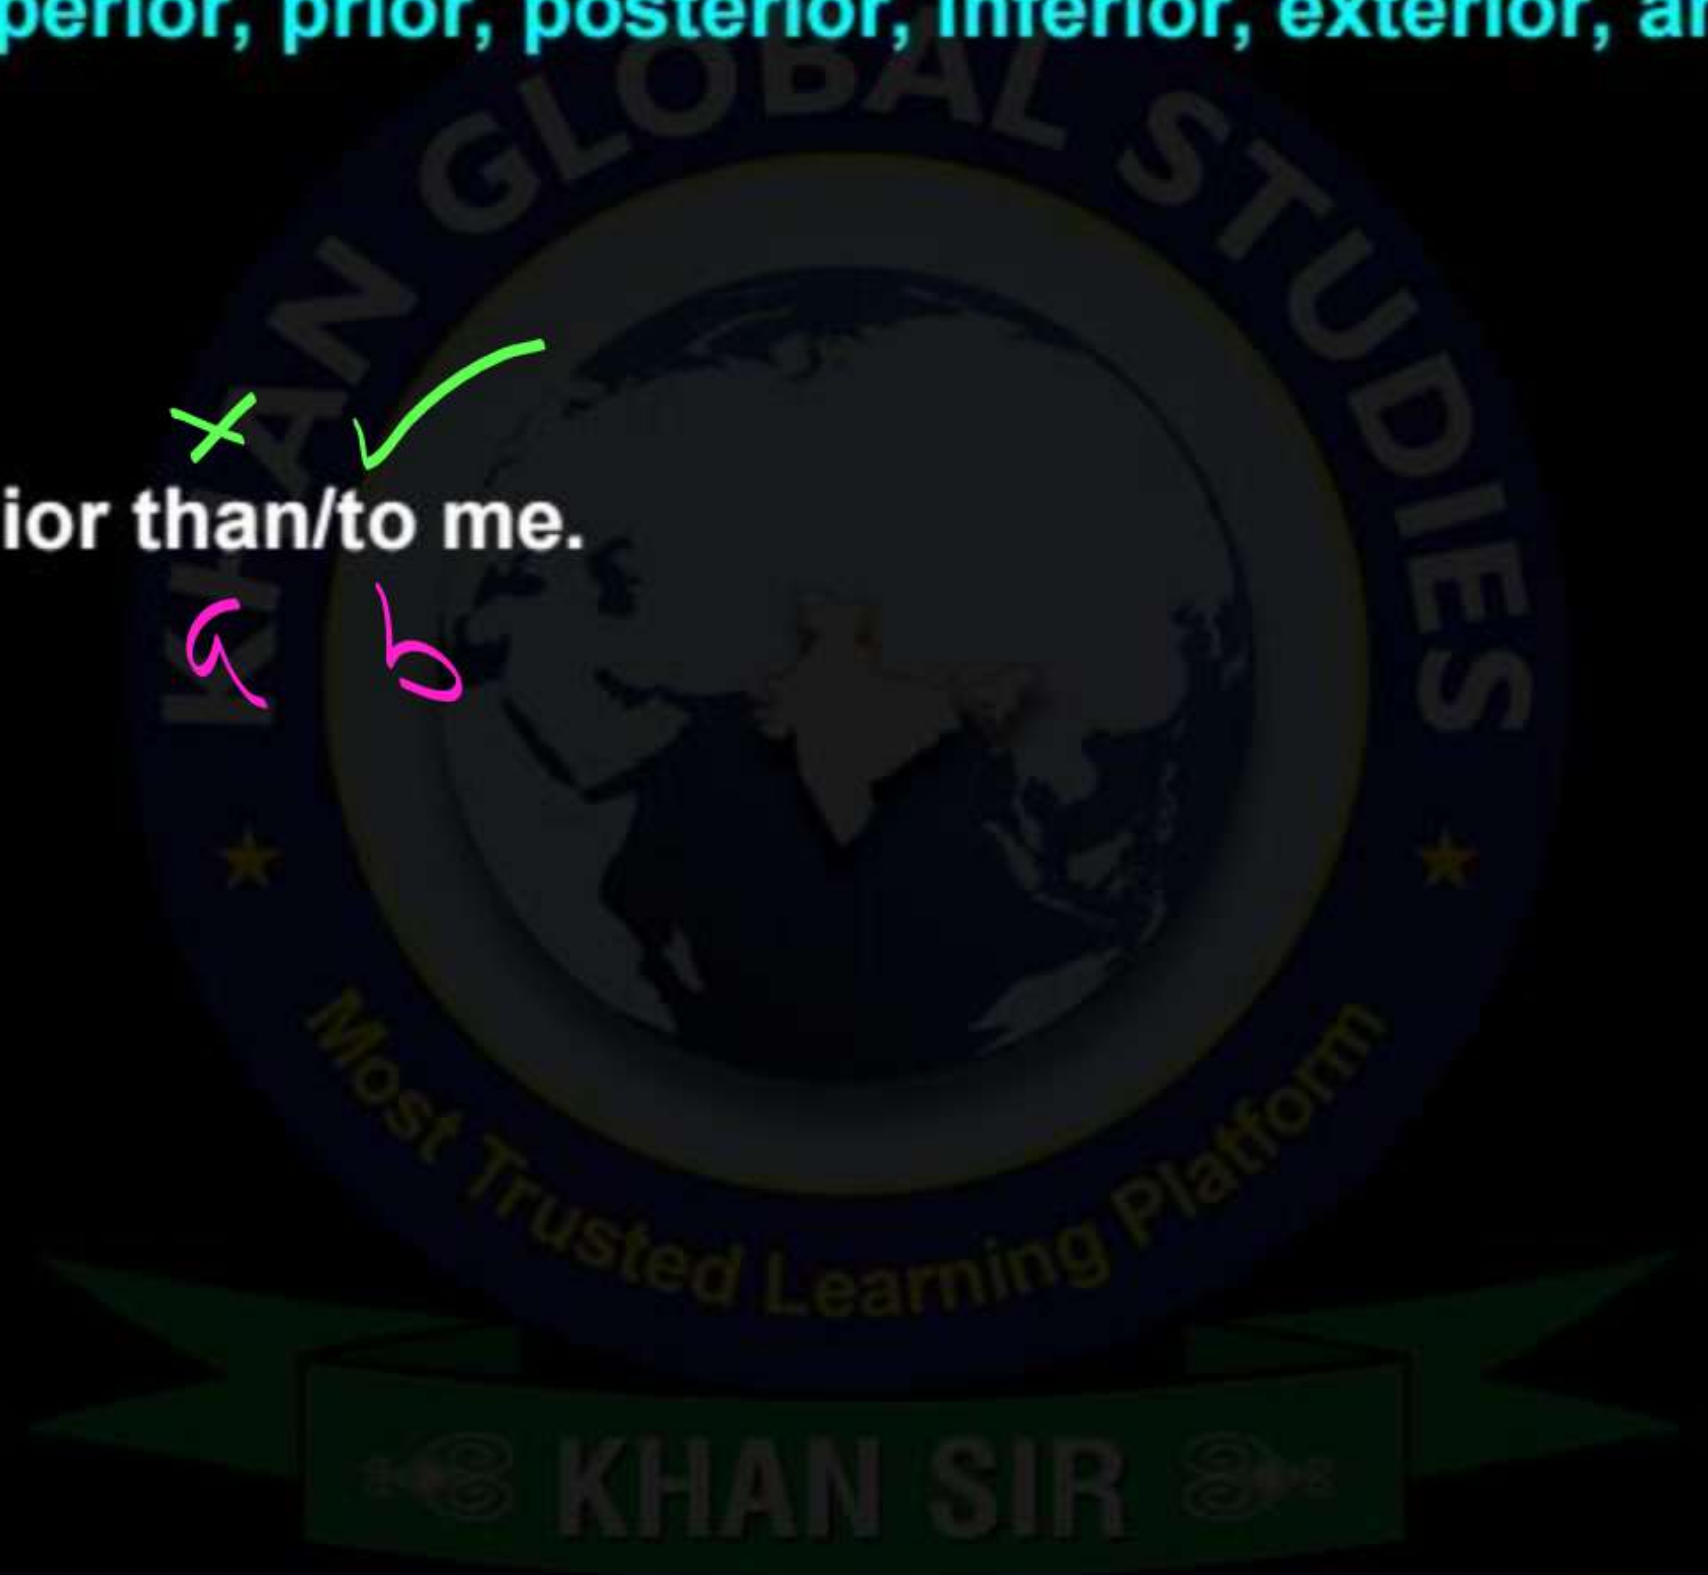 perior, prior, posterior, inferior, exterior, an
KHAN GLOBAL STUDIES
ior than/to me.
a b
Most Trusted Learning Platform
KHAN SIR